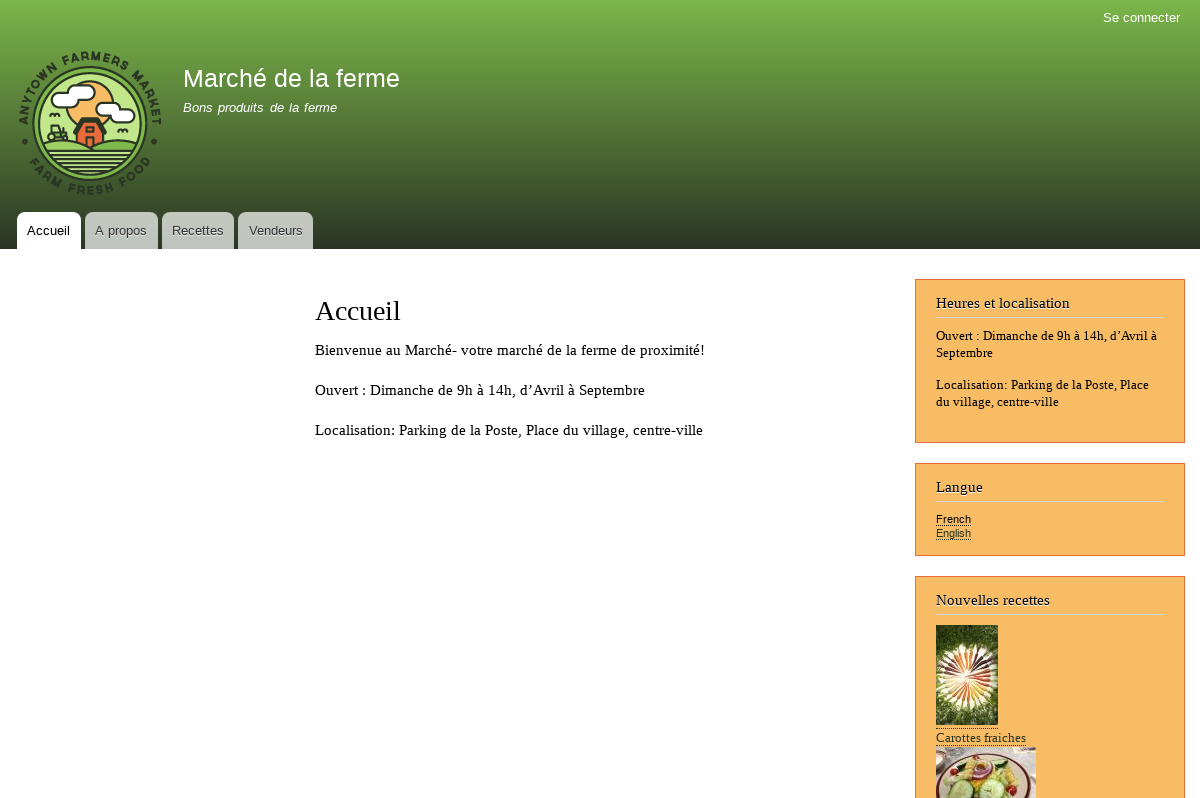 Se connecter
ANYTOWN FARMERS MARKET
FARM FRESH FOOD
Marché de la ferme
Bons produits de la ferme
Accueil
A propos
Recettes
Vendeurs
Accueil
Bienvenue au Marché- votre marché de la ferme de proximité!
Ouvert : Dimanche de 9h à 14h, d’Avril à Septembre
Localisation: Parking de la Poste, Place du village, centre-ville
Heures et localisation
Ouvert : Dimanche de 9h à 14h, d’Avril à
Septembre
Localisation: Parking de la Poste, Place
du village, centre-ville
Langue
French
English
Nouvelles recettes
Carottes fraiches